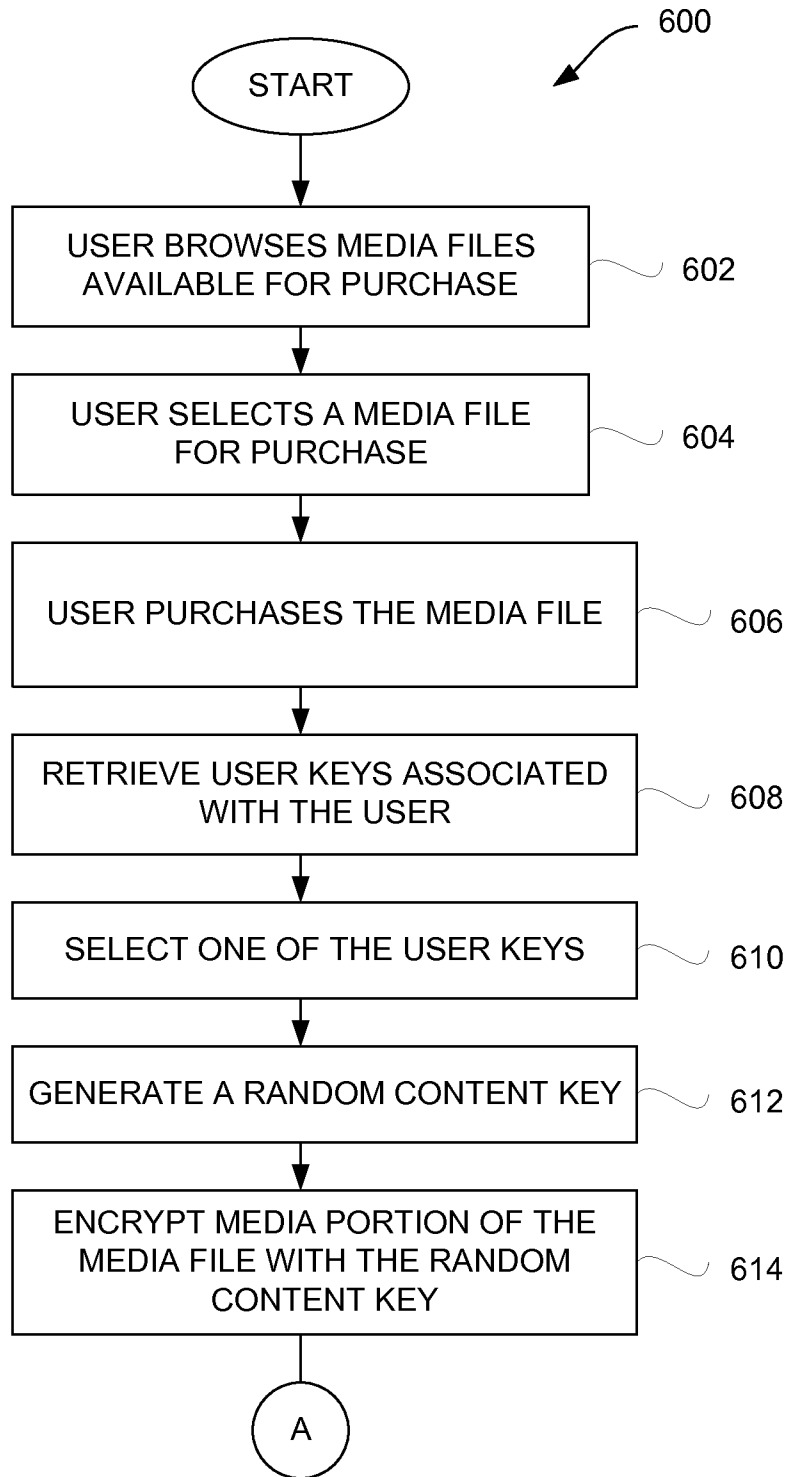 600
START
USER BROWSES MEDIA FILES
AVAILABLE FOR PURCHASE
602
USER SELECTS A MEDIA FILE
FOR PURCHASE
604
USER PURCHASES THE MEDIA FILE
606
RETRIEVE USER KEYS ASSOCIATED
WITH THE USER
608
SELECT ONE OF THE USER KEYS
610
GENERATE A RANDOM CONTENT KEY
612
ENCRYPT MEDIA PORTION OF THE
MEDIA FILE WITH THE RANDOM
CONTENT KEY
614
A